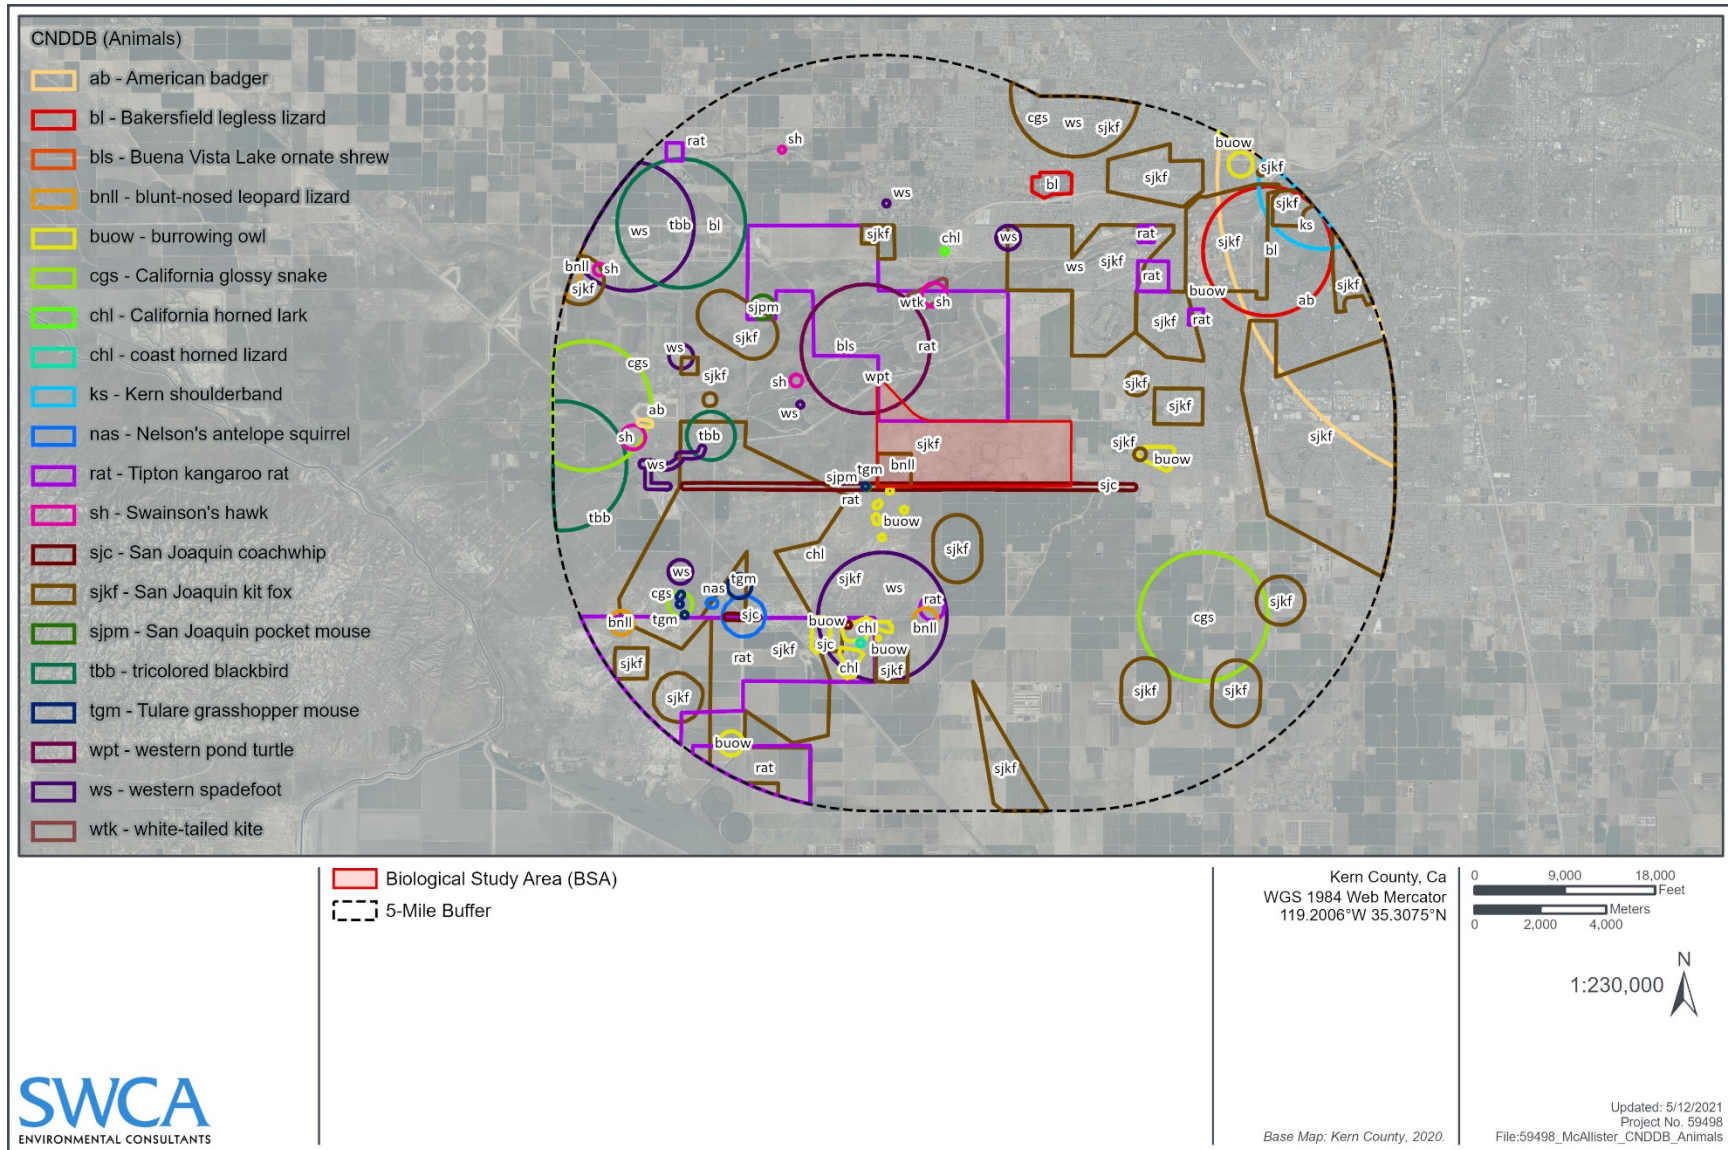 CNDDB (Animals)
ab - American badger
bl - Bakersfield legless lizard
bls - Buena Vista Lake ornate shrew
bnll - blunt-nosed leopard lizard
buow - burrowing owl
cgs - California glossy snake
chl - California horned lark
chl - coast horned lizard
ks - Kern shoulderband
nas - Nelson's antelope squirrel
rat - Tipton kangaroo rat
sh - Swainson's hawk
sjc - San Joaquin coachwhip
sjkf - San Joaquin kit fox
sjpm - San Joaquin pocket mouse
tbb - tricolored blackbird
tgm - Tulare grasshopper mouse
wpt - western pond turtle
ws - western spadefoot
wtk - white-tailed kite
cgs
ws
sjkf
rat
sh
buow
sjkf
sjkf
bl
ws
sjkf
ks
ws
tbb
bl
sjkf
chl
ws
rat
sjkf
bl
ws
sjkf
bnll
sh
sjkf
rat
buow
ab
sjkf
sjpm
wtk
sh
sjkf
rat
sjkf
ws
bls
rat
cgs
sjkf
wpt
sh
sjkf
ab
ws
sjkf
sh
tbb
sjkf
sjkf
sjkf
ws
bnll
buow
tgm
sjpm
sjc
rat
tbb
buow
chl
sjkf
ws
tgm
sjkf
ws
cgs
nas
rat
sjkf
tgm
sjc
bnll
buow
chl
bnll
cgs
sjc
buow
rat
sjkf
sjkf
chl
sjkf
sjkf
sjkf
sjkf
buow
rat
sjkf
Biological Study Area (BSA)
5-Mile Buffer
Kern County, Ca
WGS 1984 Web Mercator
119.2006°W 35.3075°N
0 9,000 18,000
Feet
Meters
0 2,000 4,000
N
1:230,000
SWCA
ENVIRONMENTAL CONSULTANTS
Base Map: Kern County, 2020.
Updated: 5/12/2021
Project No. 59498
File:59498_McAllister_CNDDB_Animals